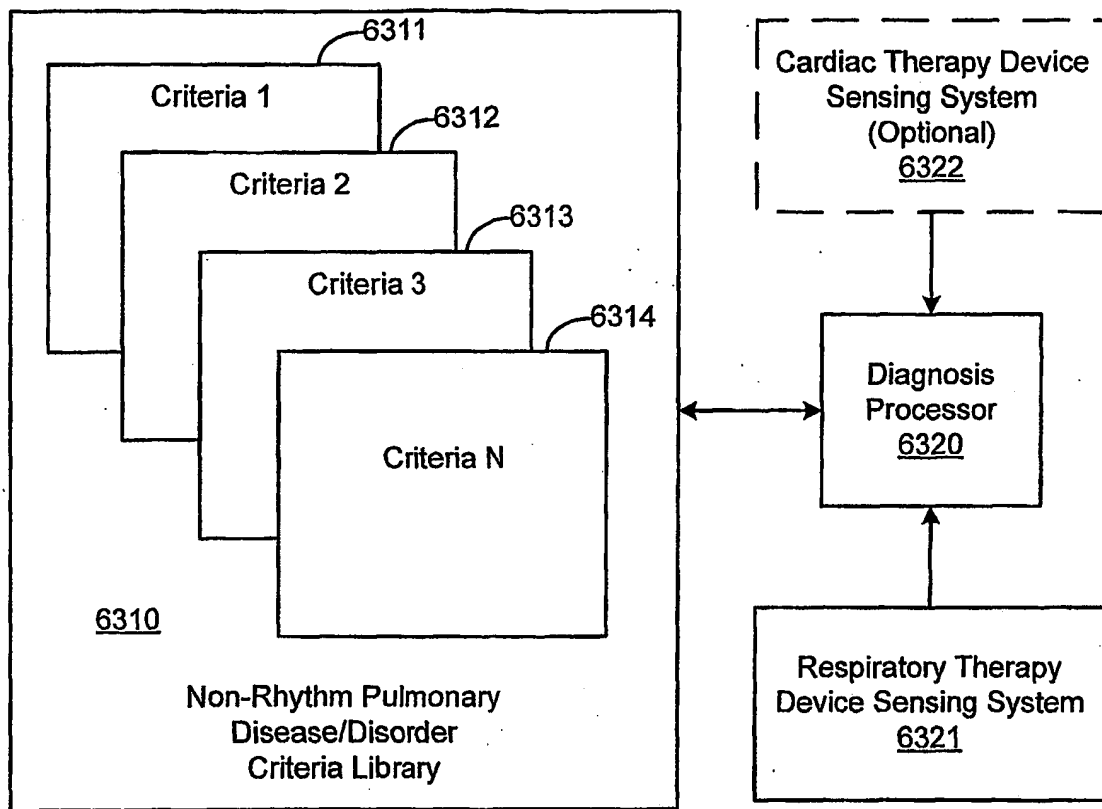 6311
Criteria 1
6312
Criteria 2
6313
Criteria 3
6314
Criteria N
6310
Non-Rhythm Pulmonary
Disease/Disorder
Criteria Library
Cardiac Therapy Device
Sensing System
(Optional)
6322
Diagnosis
Processor
6320
Respiratory Therapy
Device Sensing System
6321